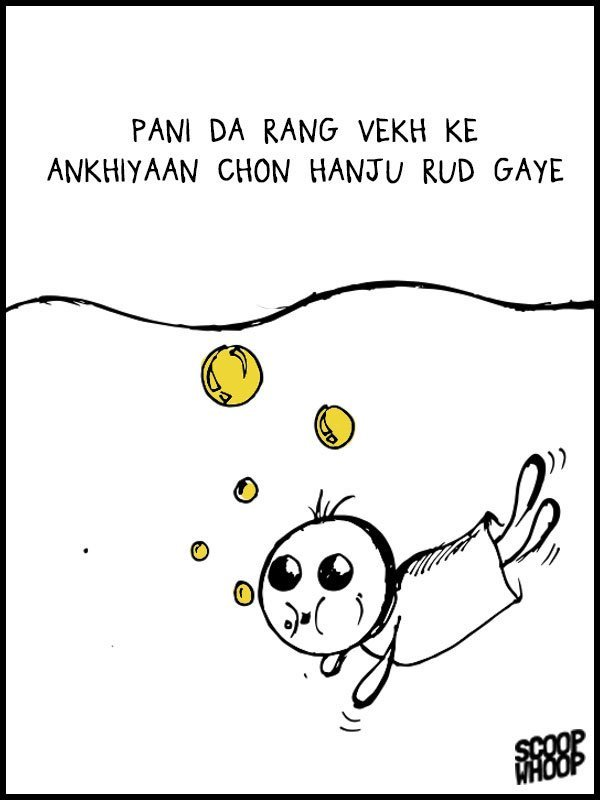 PANI DA RANG VEKH KE
ANKHIYAAN CHON HANJU RUD GAYE
SCOOP
WHOOP